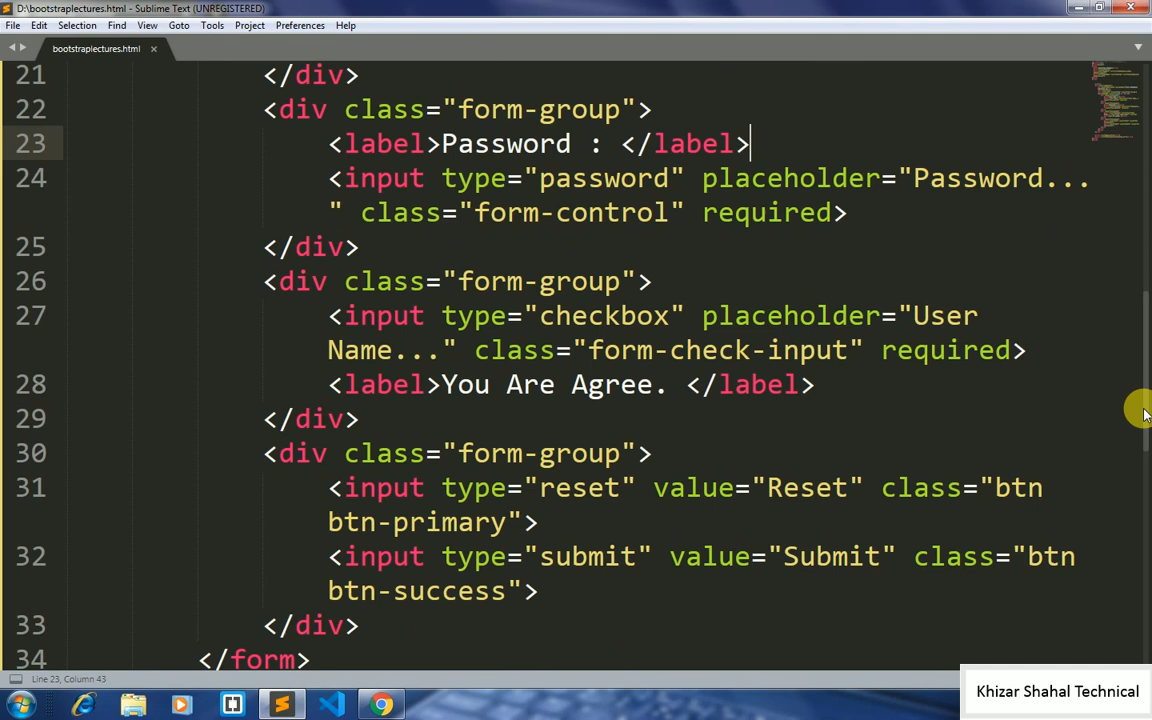 D:\bootstraplectures.html - Sublime Text (UNREGISTERED)
File Edit Selection Find View Goto Tools Project Preferences Help
bootstraplectures.html
21 </div>
22 <div class="form-group">
23 <label>Password : </label>
24 <input type="password" placeholder="Password...
" class="form-control" required>
25 </div>
26 <div class="form-group">
27 <input type="checkbox" placeholder="User
Name..." class="form-check-input" required>
28 <label>You Are Agree. </label>
29 </div>
30 <div class="form-group">
31 <input type="reset" value="Reset" class="btn
btn-primary">
32 <input type="submit" value="Submit" class="btn
btn-success">
33 </div>
34 </form>
Line 23, Column 43
Khizar Shahal Technical